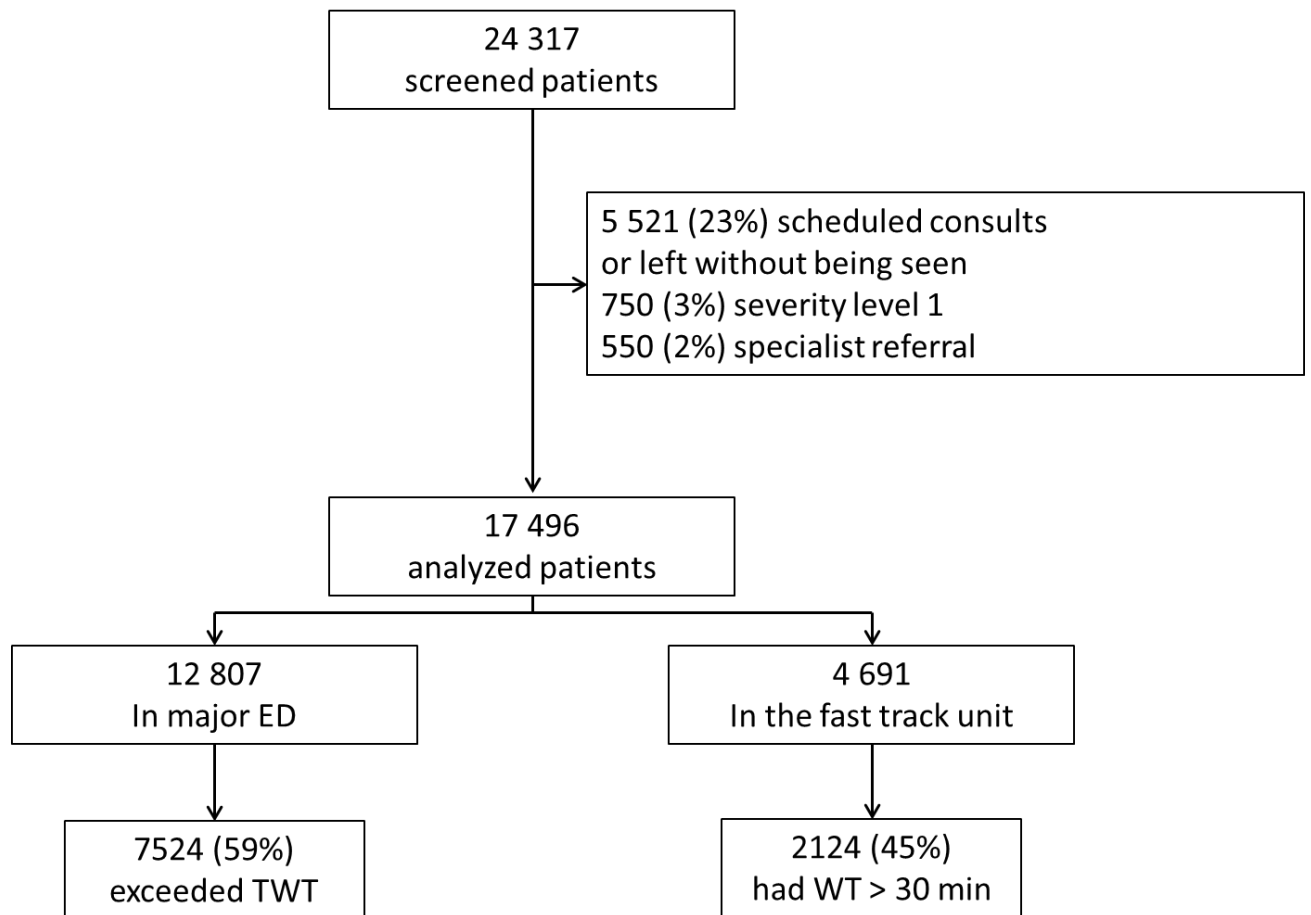 24 317
screened patients
5 521 (23%) scheduled consults
or left without being seen
750 (3%) severity level 1
550 (2%) specialist referral
17 496
analyzed patients
12 807
In major ED
4 691
In the fast track unit
7524 (59%)
exceeded TWT
2124 (45%)
had WT > 30 min